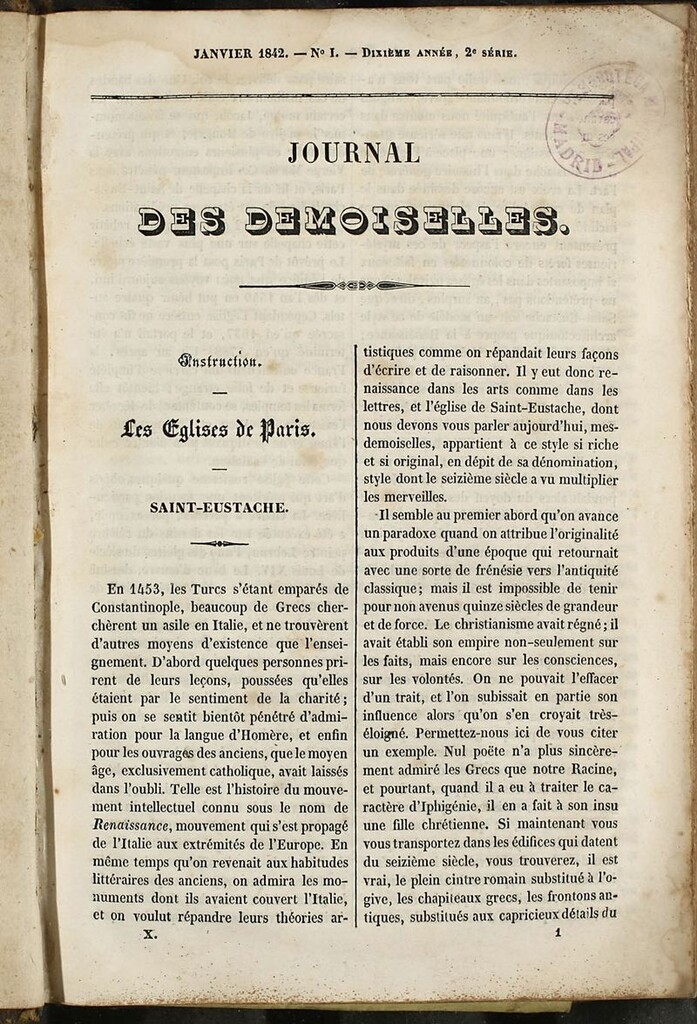 JANVIER 1842. — Nº I. — DIXIÈME ANNÉE, 2e SÉRIE.
MADRID
JOURNAL
DES DEMOISELLES.
Instruction.
Les Eglises de Paris.
SAINT-EUSTACHE.
En 1453, les Turcs s'étant emparés de
Constantinople, beaucoup de Grecs cher-
chèrent un asile en Italie, et ne trouvèrent
d'autres moyens d'existence que l'ensei-
gnement. D'abord quelques personnes pri-
rent de leurs leçons, poussées qu'elles
étaient par le sentiment de la charité;
puis on se sentit bientôt pénétré d'admi-
ration pour la langue d'Homère, et enfin
pour les ouvrages des anciens, que le moyen
âge, exclusivement catholique, avait laissés
dans l'oubli. Telle est l'histoire du mouve-
ment intellectuel connu sous le nom de
Renaissance, mouvement qui s'est propagé
de l'Italie aux extrémités de l'Europe. En
même temps qu'on revenait aux habitudes
littéraires des anciens, on admira les mo-
numents dont ils avaient couvert l'Italie,
et on voulut répandre leurs théories ar-
X.
tistiques comme on répandait leurs façons
d'écrire et de raisonner. Il y eut donc re-
naissance dans les arts comme dans les
lettres, et l'église de Saint-Eustache, dont
nous devons vous parler aujourd'hui, mes-
demoiselles, appartient à ce style si riche
et si original, en dépit de sa dénomination,
style dont le seizième siècle a vu multiplier
les merveilles.
Il semble au premier abord qu'on avance
un paradoxe quand on attribue l'originalité
aux produits d'une époque qui retournait
avec une sorte de frénésie vers l'antiquité
classique; mais il est impossible de tenir
pour non avenus quinze siècles de grandeur
et de force. Le christianisme avait régné; il
avait établi son empire non-seulement sur
les faits, mais encore sur les consciences,
sur les volontés. On ne pouvait l'effacer
d'un trait, et l'on subissait en partie son
influence alors qu'on s'en croyait très-
éloigné. Permettez-nous ici de vous citer
un exemple. Nul poëte n'a plus sincère-
ment admiré les Grecs que notre Racine,
et pourtant, quand il a eu à traiter le ca-
ractère d'Iphigénie, il en a fait à son insu
une fille chrétienne. Si maintenant vous
vous transportez dans les édifices qui datent
du seizième siècle, vous trouverez, il est
vrai, le plein cintre romain substitué à l'o-
give, les chapiteaux grecs, les frontons an-
tiques, substitués aux capricieux détails du
1